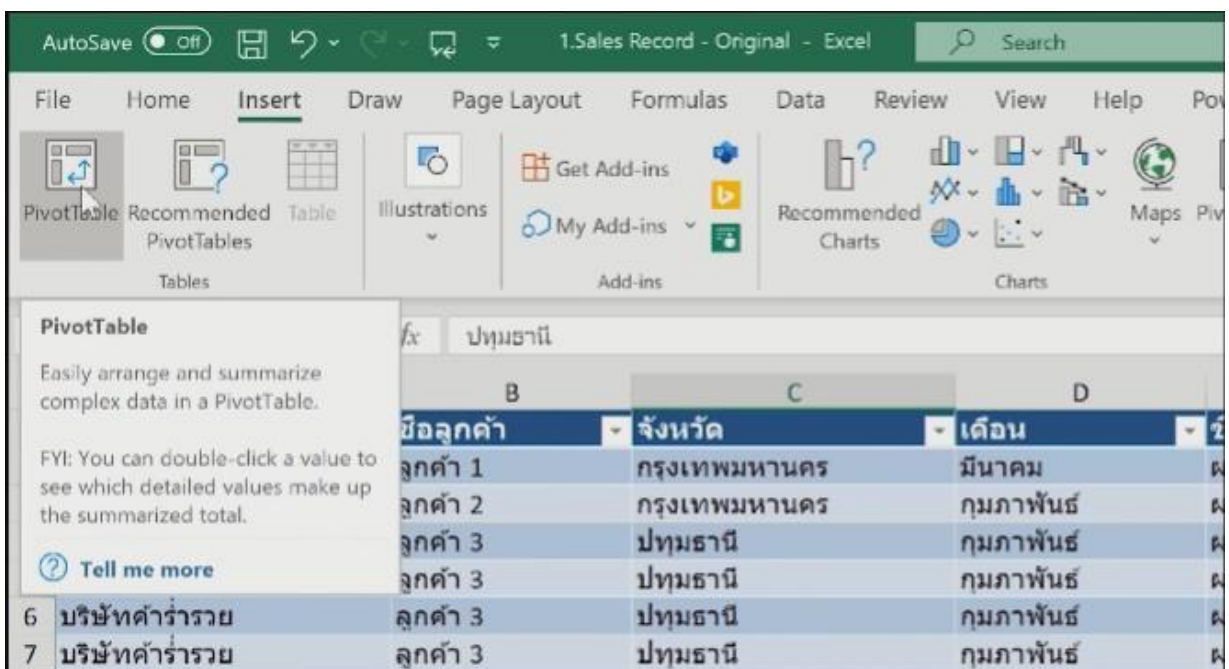 AutoSave Off 1.Sales Record - Original - Excel Search
File Home Insert Draw Page Layout Formulas Data Review View Help
PivotTable Recommended PivotTables Table Illustrations Get Add-ins My Add-ins Recommended Charts Maps
Tables Add-ins Charts
PivotTable
Easily arrange and summarize
complex data in a PivotTable.
FYI: You can double-click a value to
see which detailed values make up
the summarized total.
Tell me more
fx ปทุมธานี
B C D
ชื่อลูกค้า จังหวัด เดือน
ลูกค้า 1 กรุงเทพมหานคร มีนาคม
ลูกค้า 2 กรุงเทพมหานคร กุมภาพันธ์
ลูกค้า 3 ปทุมธานี กุมภาพันธ์
ลูกค้า 3 ปทุมธานี กุมภาพันธ์
6 บริษัทค้าร่ำรวย ลูกค้า 3 ปทุมธานี กุมภาพันธ์
7 บริษัทค้าร่ำรวย ลูกค้า 3 ปทุมธานี กุมภาพันธ์